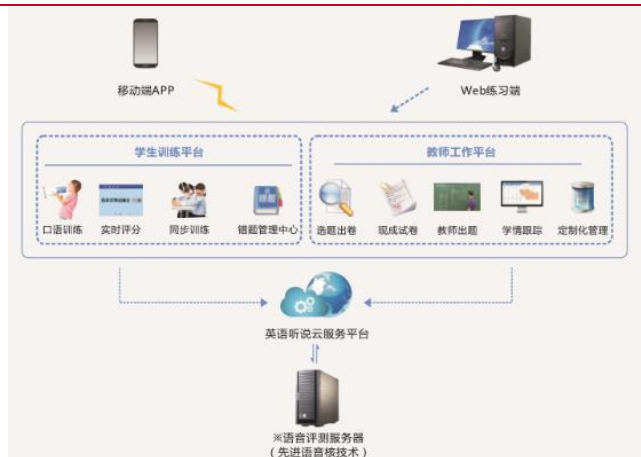 移动端APP
Web练习端
学生训练平台
教师工作平台
口语训练
实时评分
同步训练
错题管理中心
选题出卷
现成试卷
教师出题
学情跟踪
定制化管理
英语听说云服务平台
※语音评测服务器
(先进语音核技术)